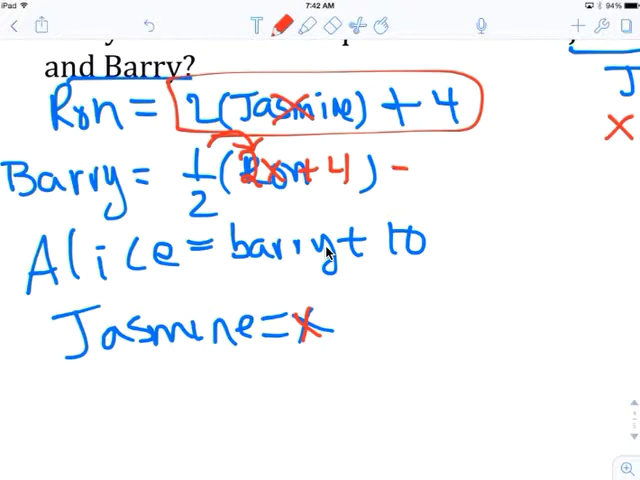 iPad 7:42 AM 94%
T
and Barry?
J
Ron = 2(Jasmine) + 4
x
x
Barry = 1/2 (Ron) -
2x + 4
Alice = barry + 10
Jasmine = x